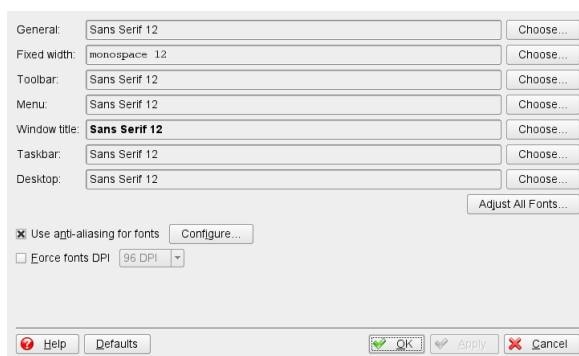 General: Sans Serif 12 Choose...
Fixed width: monospace 12 Choose...
Toolbar: Sans Serif 12 Choose...
Menu: Sans Serif 12 Choose...
Window title: Sans Serif 12 Choose...
Taskbar: Sans Serif 12 Choose...
Desktop: Sans Serif 12 Choose...
Adjust All Fonts...
Use anti-aliasing for fonts Configure...
Force fonts DPI 96 DPI
Help Defaults OK Apply Cancel